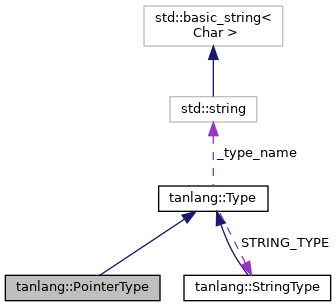 std::basic_string<
Char >
std::string
_type_name
tanlang::Type
STRING_TYPE
tanlang::PointerType
tanlang::StringType